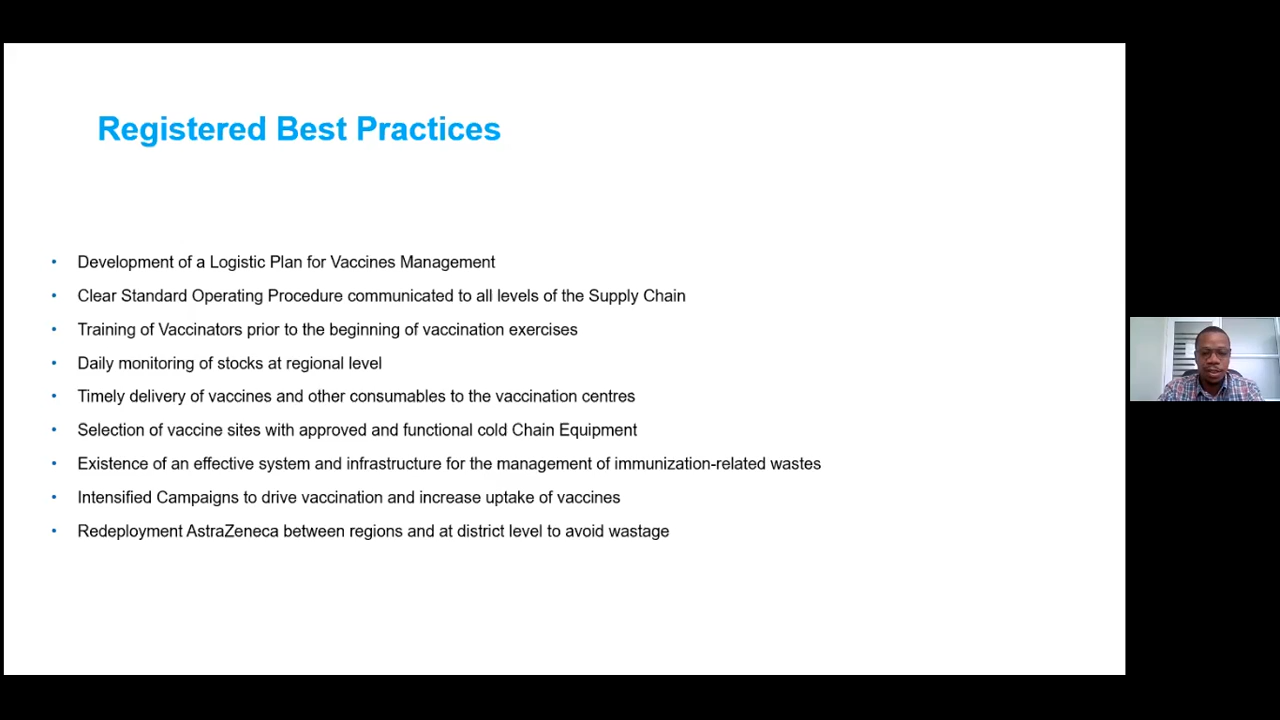 Registered Best Practices
• Development of a Logistic Plan for Vaccines Management
• Clear Standard Operating Procedure communicated to all levels of the Supply Chain
• Training of Vaccinators prior to the beginning of vaccination exercises
• Daily monitoring of stocks at regional level
• Timely delivery of vaccines and other consumables to the vaccination centres
• Selection of vaccine sites with approved and functional cold Chain Equipment
• Existence of an effective system and infrastructure for the management of immunization-related wastes
• Intensified Campaigns to drive vaccination and increase uptake of vaccines
• Redeployment AstraZeneca between regions and at district level to avoid wastage